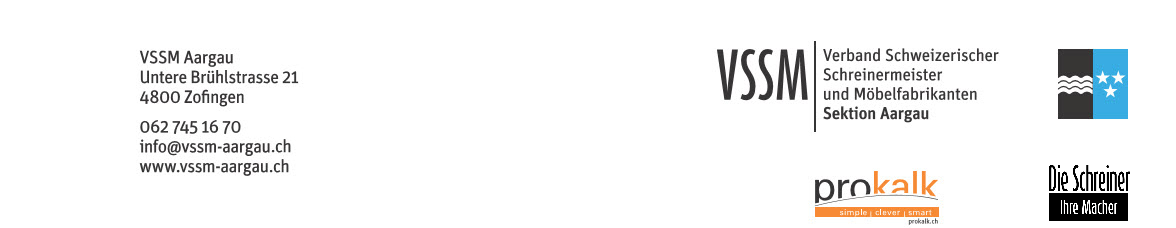 VSSM Aargau
Untere Brühlstrasse 21
4800 Zofingen
062 745 16 70
info@vssm-aargau.ch
www.vssm-aargau.ch
VSSM
Verband Schweizerischer
Schreinermeister
und Möbelfabrikanten
Sektion Aargau
prokalk
simple | clever | smart
prokalk.ch
Die Schreiner
Ihre Macher